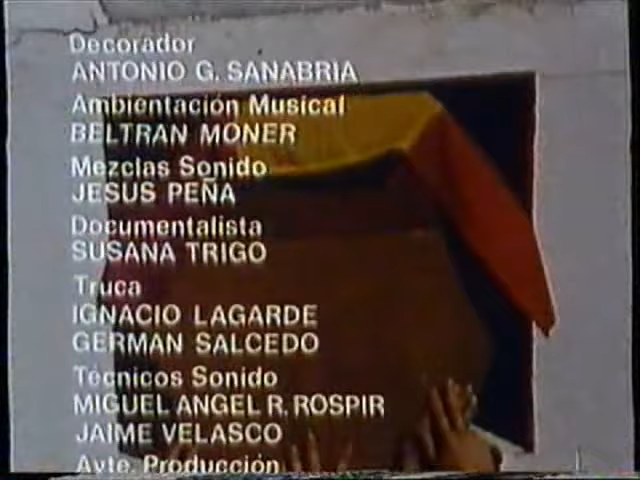 Decorador
ANTONIO G. SANABRIA
Ambientación Musical
BELTRAN MONER
Mezclas Sonido
JESUS PEÑA
Documentalista
SUSANA TRIGO
Truca
IGNACIO LAGARDE
GERMAN SALCEDO
Técnicos Sonido
MIGUEL ANGEL R. ROSPIR
JAIME VELASCO
Ayte. Producción